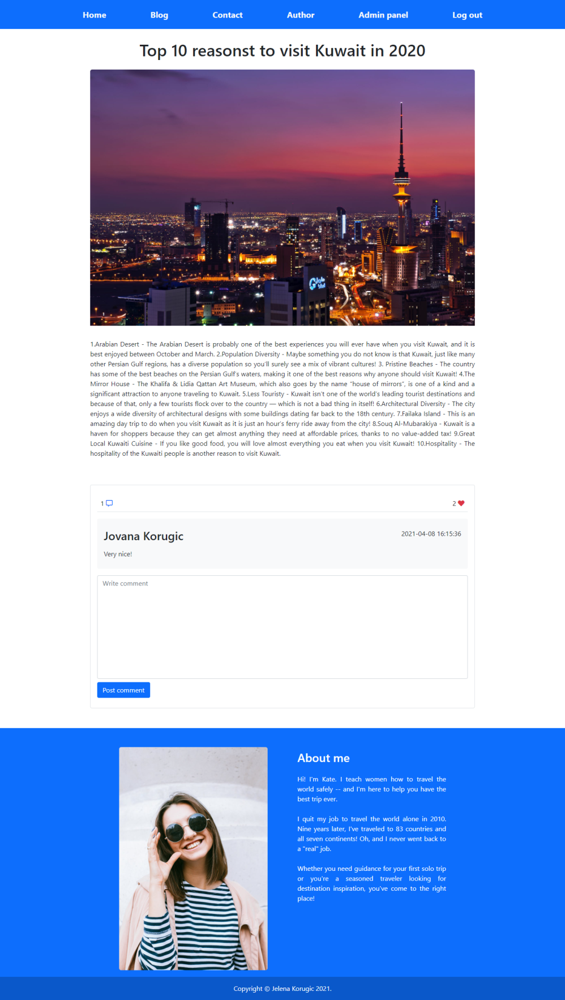 Home Blog Contact Author Admin panel Log out
Top 10 reasonst to visit Kuwait in 2020
1.Arabian Desert - The Arabian Desert is probably one of the best experiences you will ever have when you visit Kuwait, and it is
best enjoyed between October and March. 2.Population Diversity - Maybe something you do not know is that Kuwait, just like many
other Persian Gulf regions, has a diverse population so you'll surely see a mix of vibrant cultures! 3. Pristine Beaches - The country
has some of the best beaches on the Persian Gulf's waters, making it one of the best reasons why anyone should visit Kuwait! 4.The
Mirror House - The Khalifa & Lidia Qattan Art Museum, which also goes by the name “house of mirrors”, is one of a kind and a
significant attraction to anyone traveling to Kuwait. 5.Less Touristy - Kuwait isn't one of the world's leading tourist destinations and
because of that, only a few tourists flock over to the country — which is not a bad thing in itself! 6.Architectural Diversity - The city
enjoys a wide diversity of architectural designs with some buildings dating far back to the 18th century. 7.Failaka Island - This is an
amazing day trip to do when you visit Kuwait as it is just an hour's ferry ride away from the city! 8.Souq Al-Mubarakiya - Kuwait is a
haven for shoppers because they can get almost anything they need at affordable prices, thanks to no value-added tax! 9.Great
Local Kuwaiti Cuisine - If you like good food, you will love almost everything you eat when you visit Kuwait! 10.Hospitality - The
hospitality of the Kuwaiti people is another reason to visit Kuwait.
1 2
Jovana Korugic 2021-04-08 16:15:36
Very nice!
Write comment
Post comment
About me
Hi! I'm Kate. I teach women how to travel the
world safely -- and I'm here to help you have the
best trip ever.
I quit my job to travel the world alone in 2010.
Nine years later, I've traveled to 83 countries and
all seven continents! Oh, and I never went back to
a "real" job.
Whether you need guidance for your first solo trip
or you're a seasoned traveler looking for
destination inspiration, you've come to the right
place!
Copyright © Jelena Korugic 2021.